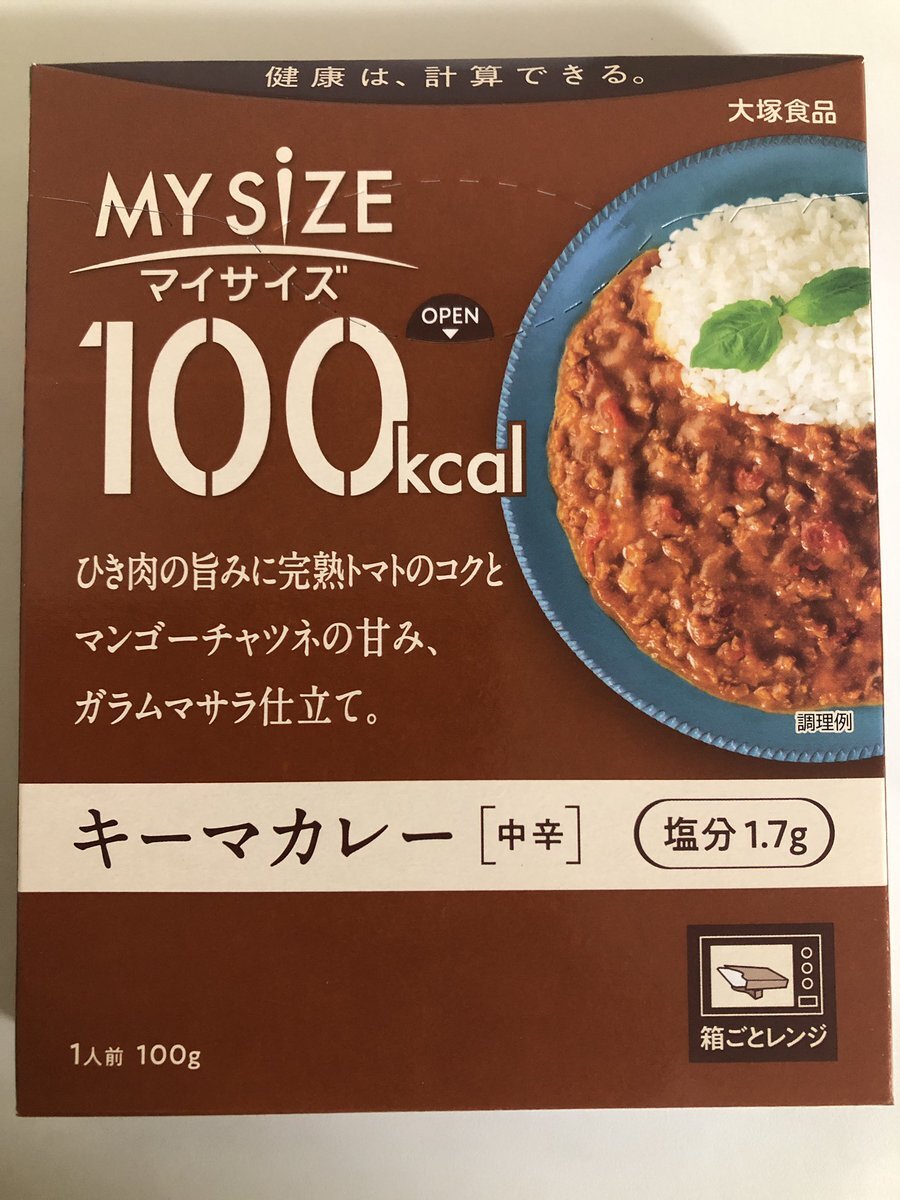 健康は、計算できる。
大塚食品
MY SiZE
マイサイズ
100kcal
OPEN
ひき肉の旨みに完熟トマトのコクと
マンゴーチャツネの甘み、
ガラムマサラ仕立て。
調理例
キーマカレー [中辛] 塩分 1.7g
箱ごとレンジ
1人前 100g